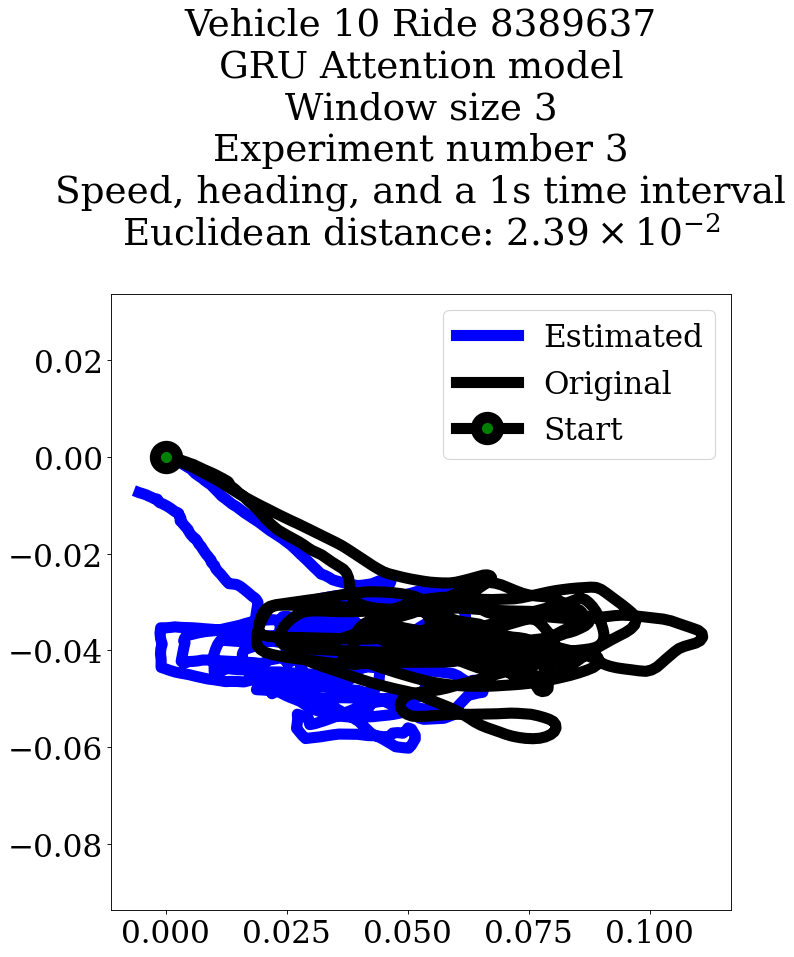 Vehicle 10 Ride 8389637
GRU Attention model
Window size 3
Experiment number 3
Speed, heading, and a 1s time interval
Euclidean distance: 2.39 × 10⁻²
Estimated
Original
Start
0.02
0.00
−0.02
−0.04
−0.06
−0.08
0.000 0.025 0.050 0.075 0.100